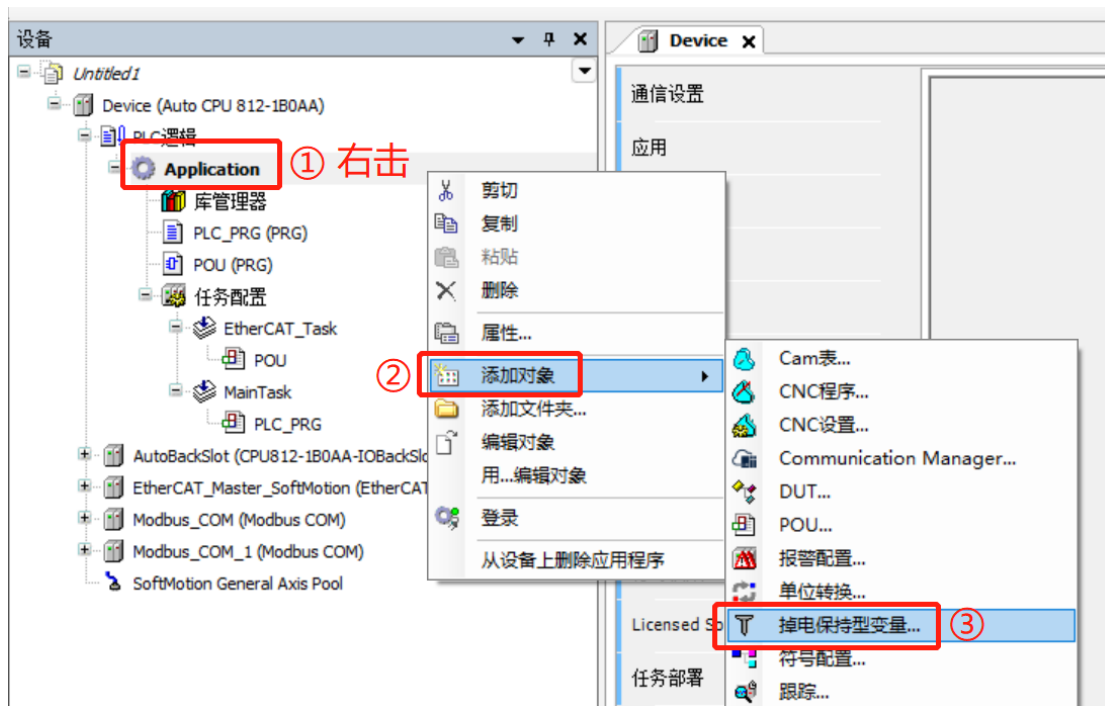 设备
Untitled1
Device (Auto CPU 812-1B0AA)
PLC逻辑
Application
① 右击
库管理器
PLC_PRG (PRG)
POU (PRG)
任务配置
EtherCAT_Task
POU
MainTask
PLC_PRG
AutoBackSlot (CPU812-1B0AA-IOBackSlo
EtherCAT_Master_SoftMotion (EtherCAT
Modbus_COM (Modbus COM)
Modbus_COM_1 (Modbus COM)
SoftMotion General Axis Pool
剪切
复制
粘贴
删除
属性...
② 添加对象
添加文件夹...
编辑对象
用...编辑对象
登录
从设备上删除应用程序
Device
通信设置
应用
Cam表...
CNC程序...
CNC设置...
Communication Manager...
DUT...
POU...
报警配置...
单位转换...
掉电保持型变量... ③
符号配置...
跟踪...
Licensed So
任务部署